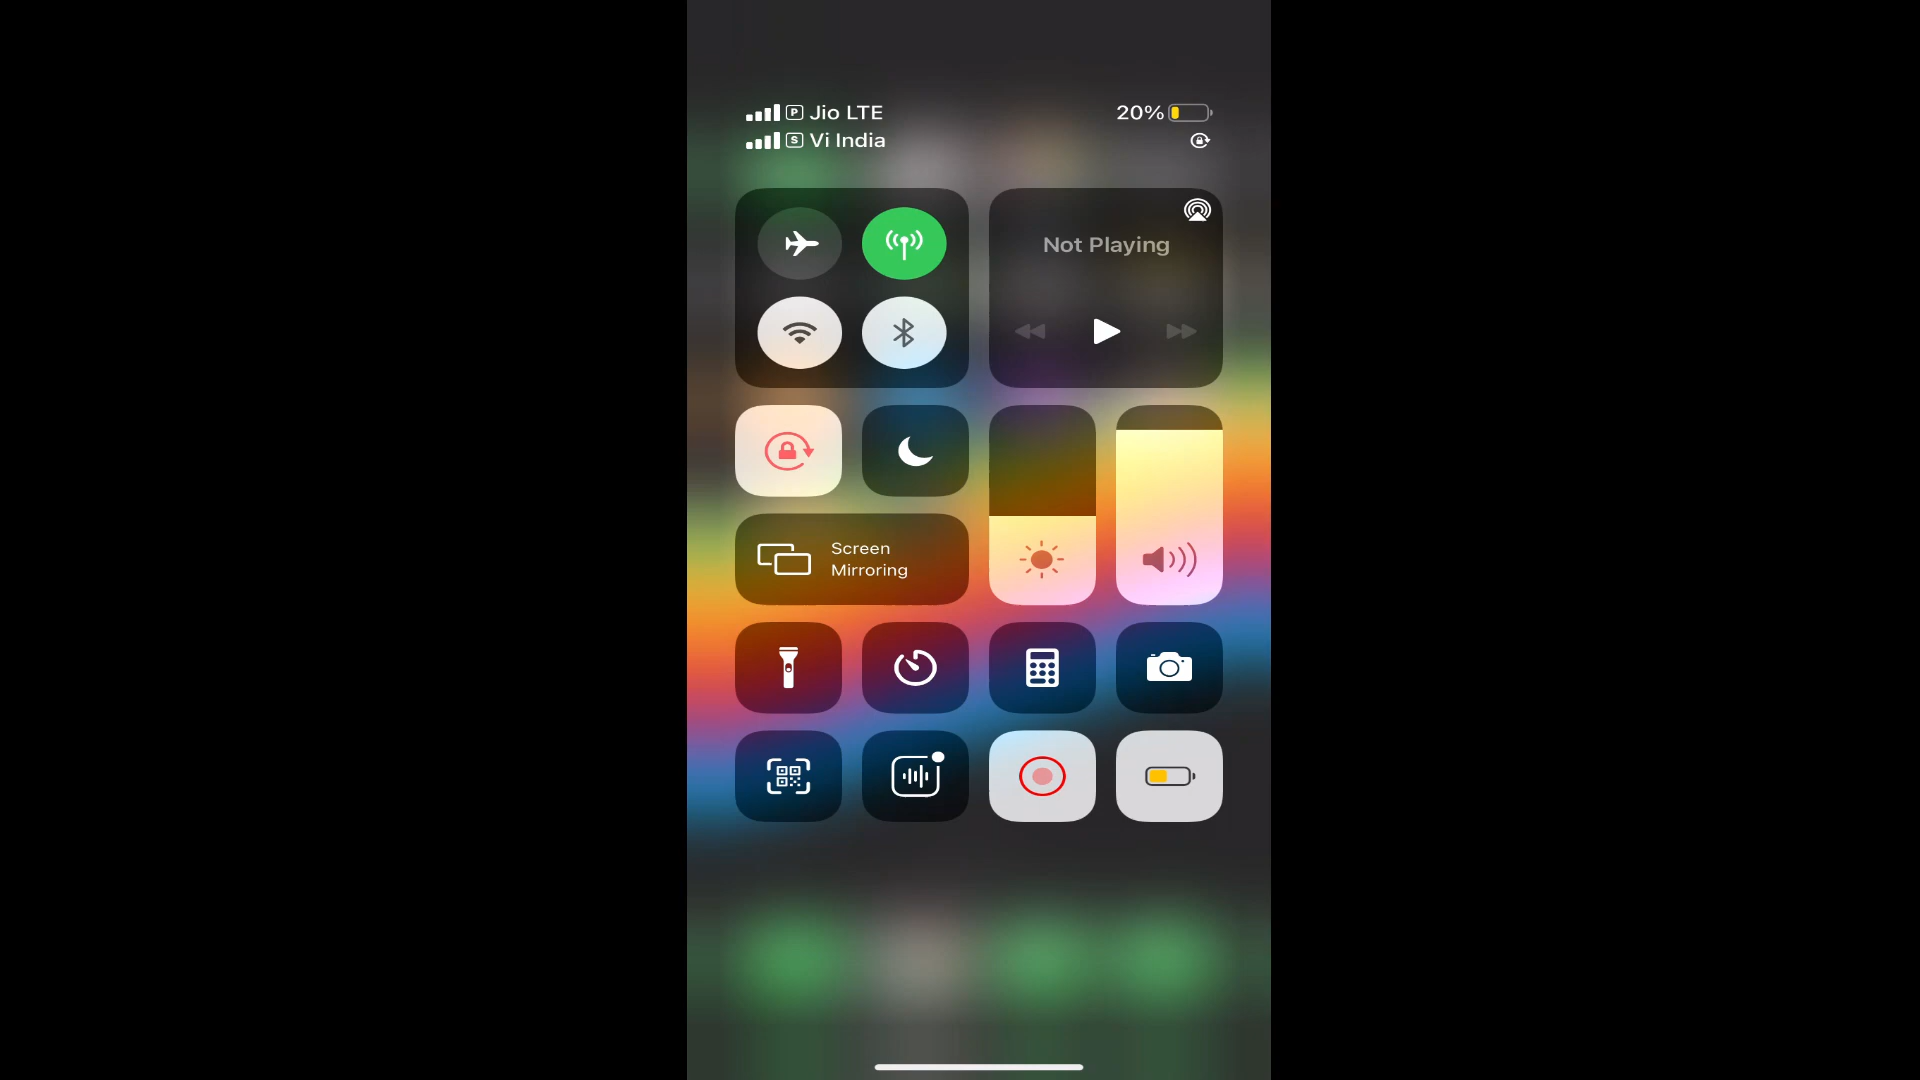 P Jio LTE
20%
S Vi India
Not Playing
Screen
Mirroring